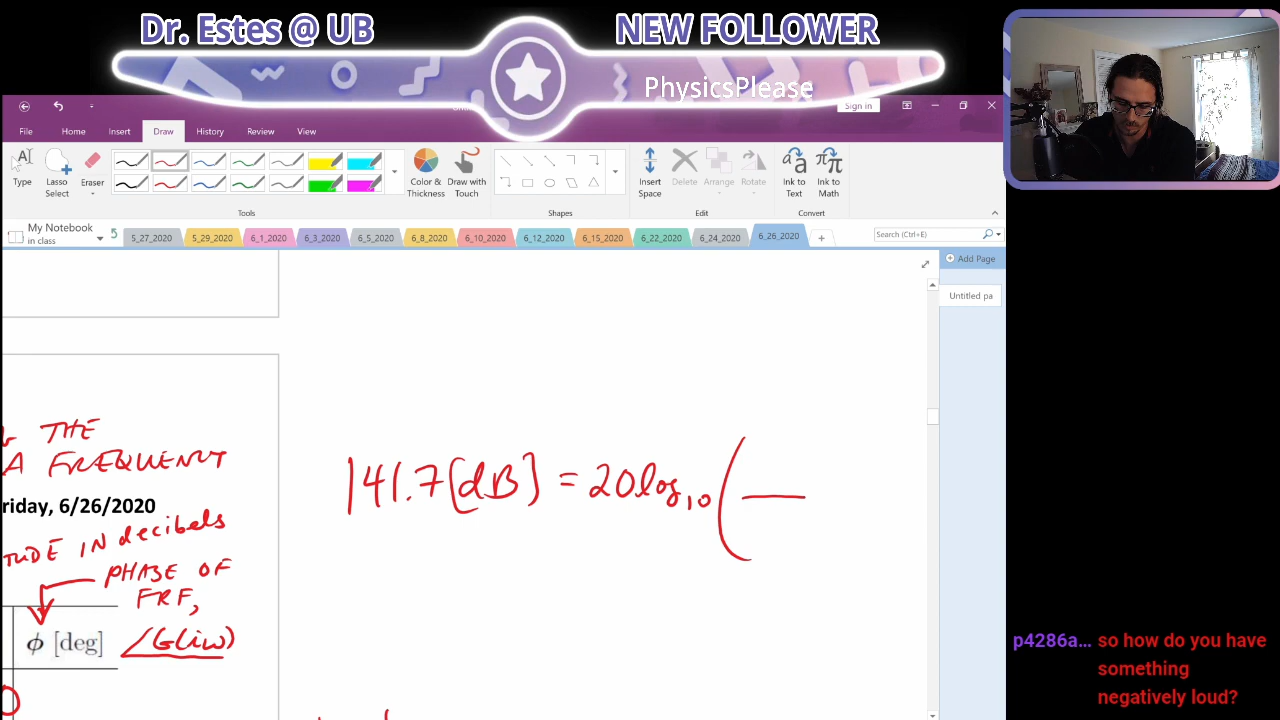 Dr. Estes @ UB
NEW FOLLOWER
PhysicsPlease
Sign in
File Home Insert Draw History Review View
Type
Lasso Select
Eraser
Color & Thickness
Draw with Touch
Insert Space
Delete
Arrange
Rotate
Ink to Text
Ink to Math
Tools
Shapes
Edit
Convert
My Notebook
in class
5_27_2020 5_29_2020 6_1_2020 6_3_2020 6_5_2020 6_8_2020 6_10_2020 6_12_2020 6_15_2020 6_22_2020 6_24_2020 6_26_2020
Search (Ctrl+E)
Add Page
Untitled pa
THE
A FREQUENCY
riday, 6/26/2020
TUDE IN decibels
PHASE OF
FRF,
ϕ [deg]
∠G(iω)
141.7 [dB] = 20 log10 (
p4286a... so how do you have
something
negatively loud?